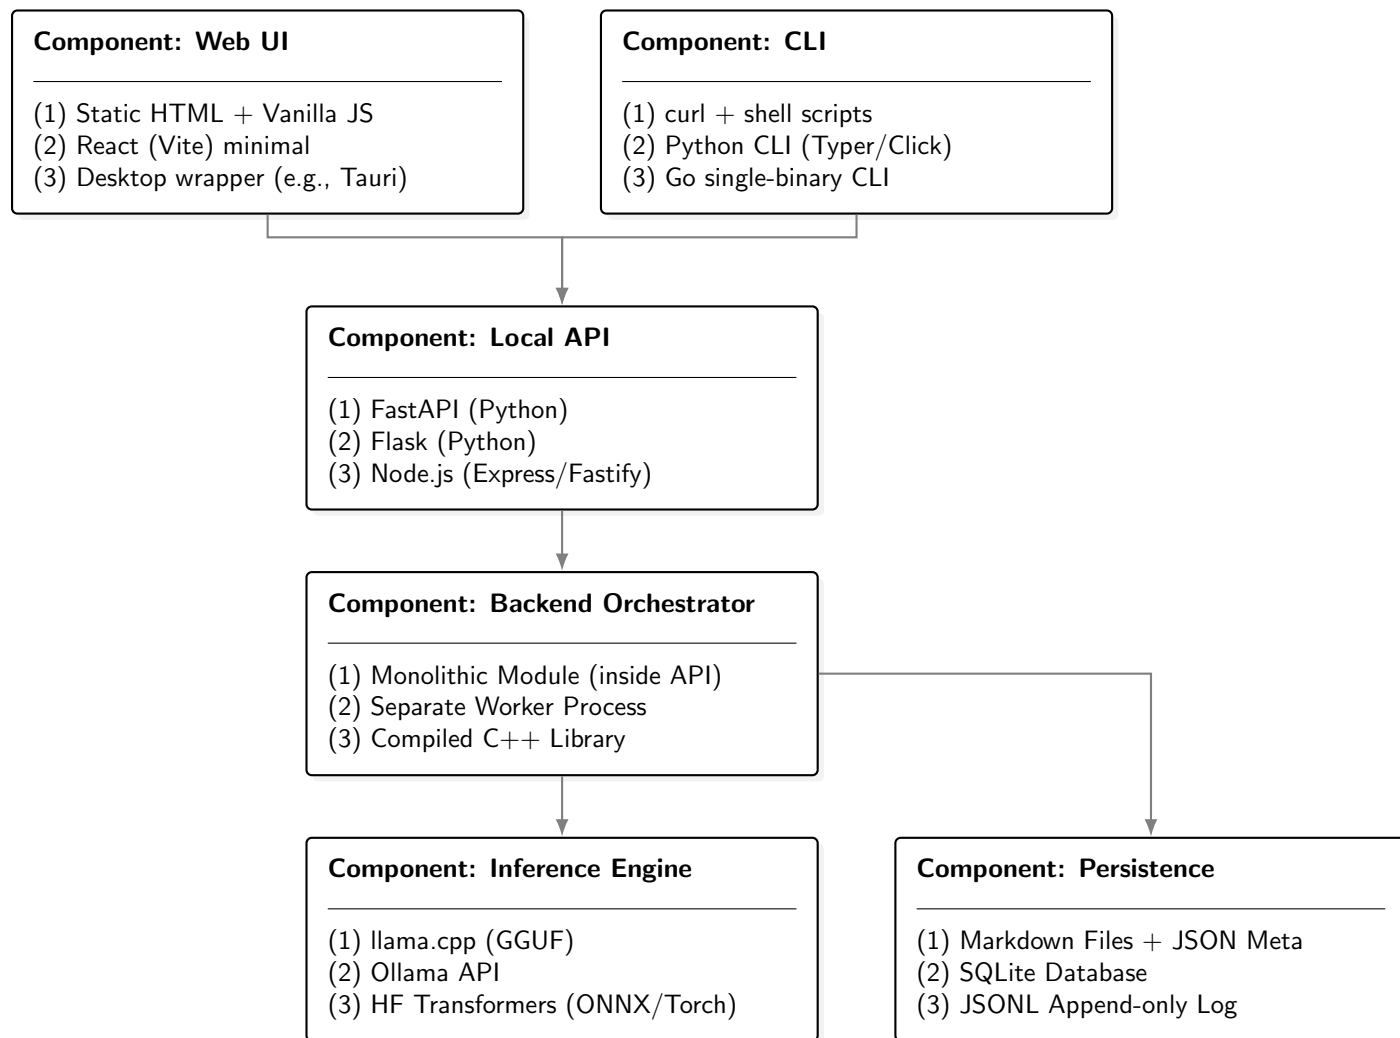 Component: Web UI
(1) Static HTML + Vanilla JS
(2) React (Vite) minimal
(3) Desktop wrapper (e.g., Tauri)
Component: CLI
(1) curl + shell scripts
(2) Python CLI (Typer/Click)
(3) Go single-binary CLI
Component: Local API
(1) FastAPI (Python)
(2) Flask (Python)
(3) Node.js (Express/Fastify)
Component: Backend Orchestrator
(1) Monolithic Module (inside API)
(2) Separate Worker Process
(3) Compiled C++ Library
Component: Inference Engine
(1) llama.cpp (GGUF)
(2) Ollama API
(3) HF Transformers (ONNX/Torch)
Component: Persistence
(1) Markdown Files + JSON Meta
(2) SQLite Database
(3) JSONL Append-only Log